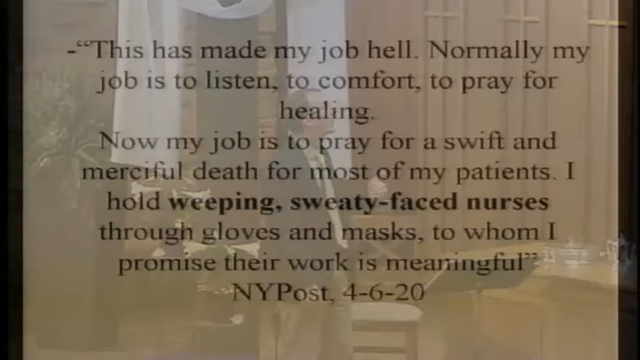 -“This has made my job hell. Normally my
job is to listen, to comfort, to pray for
healing.
Now my job is to pray for a swift and
merciful death for most of my patients. I
hold weeping, sweaty-faced nurses
through gloves and masks, to whom I
promise their work is meaningful”
NYPost, 4-6-20